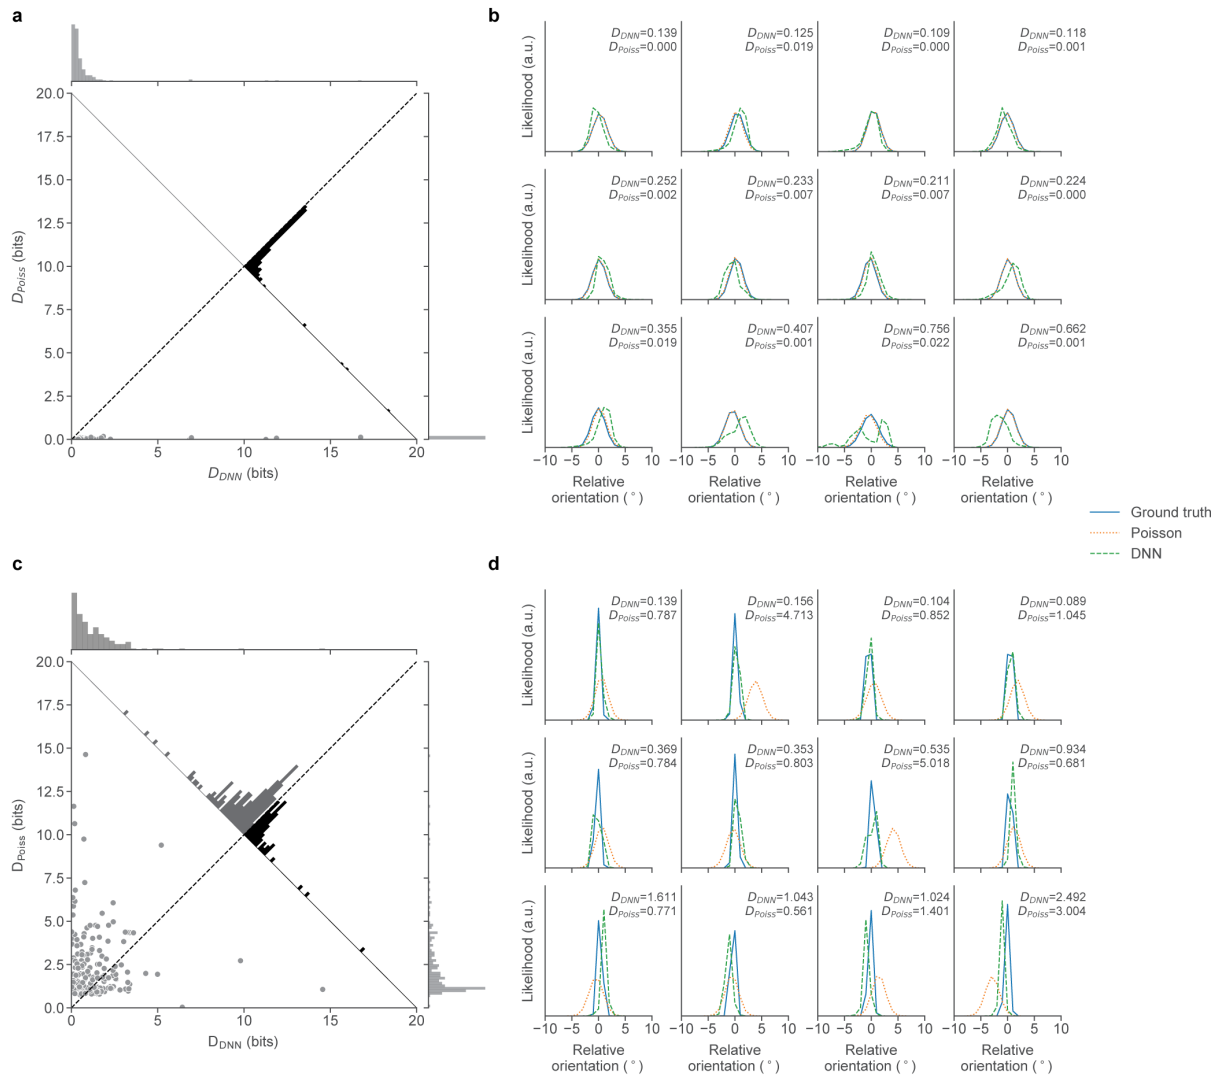 a
20.0
17.5
15.0
12.5
10.0
7.5
5.0
2.5
0.0
D_Poiss (bits)
0
5
10
15
20
D_DNN (bits)
b
Likelihood (a.u.)
D_DNN=0.139
D_Poiss=0.000
D_DNN=0.125
D_Poiss=0.019
D_DNN=0.109
D_Poiss=0.000
D_DNN=0.118
D_Poiss=0.001
−10 −5 0 5 10
−10 −5 0 5 10
−10 −5 0 5 10
−10 −5 0 5 10
Likelihood (a.u.)
D_DNN=0.252
D_Poiss=0.002
D_DNN=0.233
D_Poiss=0.007
D_DNN=0.211
D_Poiss=0.007
D_DNN=0.224
D_Poiss=0.000
Likelihood (a.u.)
D_DNN=0.355
D_Poiss=0.019
D_DNN=0.407
D_Poiss=0.001
D_DNN=0.756
D_Poiss=0.022
D_DNN=0.662
D_Poiss=0.001
Relative
orientation (°)
Relative
orientation (°)
Relative
orientation (°)
Relative
orientation (°)
Ground truth
Poisson
DNN
c
20.0
17.5
15.0
12.5
10.0
7.5
5.0
2.5
0.0
D_Poiss (bits)
0
5
10
15
20
D_DNN (bits)
d
Likelihood (a.u.)
D_DNN=0.139
D_Poiss=0.787
D_DNN=0.156
D_Poiss=4.713
D_DNN=0.104
D_Poiss=0.852
D_DNN=0.089
D_Poiss=1.045
Likelihood (a.u.)
D_DNN=0.369
D_Poiss=0.784
D_DNN=0.353
D_Poiss=0.803
D_DNN=0.535
D_Poiss=5.018
D_DNN=0.934
D_Poiss=0.681
Likelihood (a.u.)
D_DNN=1.611
D_Poiss=0.771
D_DNN=1.043
D_Poiss=0.561
D_DNN=1.024
D_Poiss=1.401
D_DNN=2.492
D_Poiss=3.004
−10 −5 0 5 10
−10 −5 0 5 10
−10 −5 0 5 10
−10 −5 0 5 10
Relative
orientation (°)
Relative
orientation (°)
Relative
orientation (°)
Relative
orientation (°)